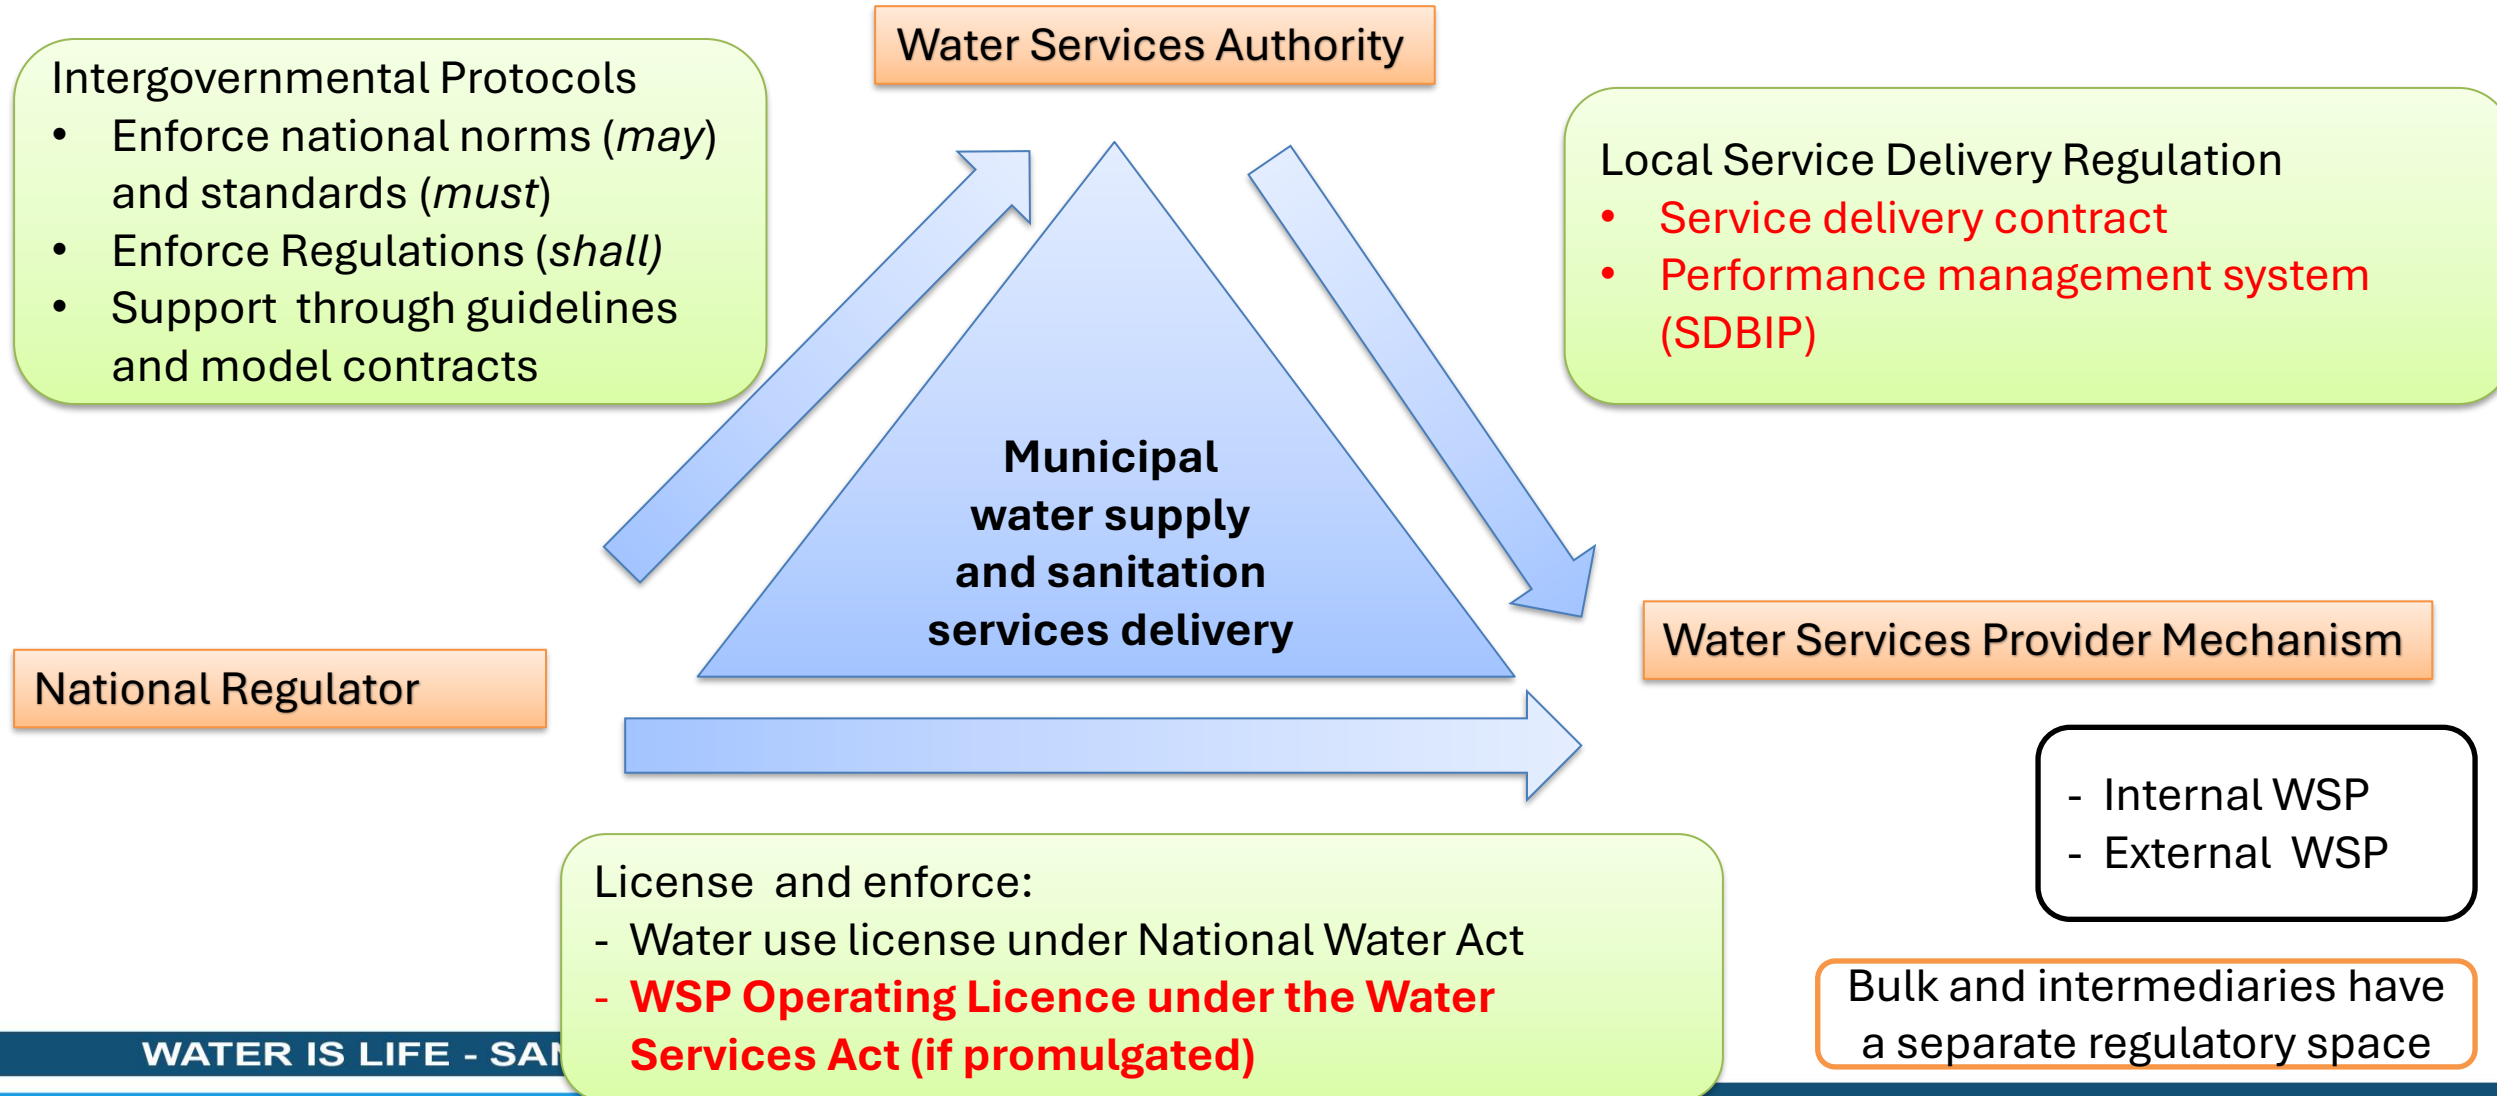 Water Services Authority
Intergovernmental Protocols
• Enforce national norms (may)
and standards (must)
• Enforce Regulations (shall)
• Support through guidelines
and model contracts
Local Service Delivery Regulation
• Service delivery contract
• Performance management system
(SDBIP)
Municipal
water supply
and sanitation
services delivery
National Regulator
Water Services Provider Mechanism
- Internal WSP
- External WSP
License and enforce:
- Water use license under National Water Act
- WSP Operating Licence under the Water
Services Act (if promulgated)
Bulk and intermediaries have
a separate regulatory space
WATER IS LIFE -